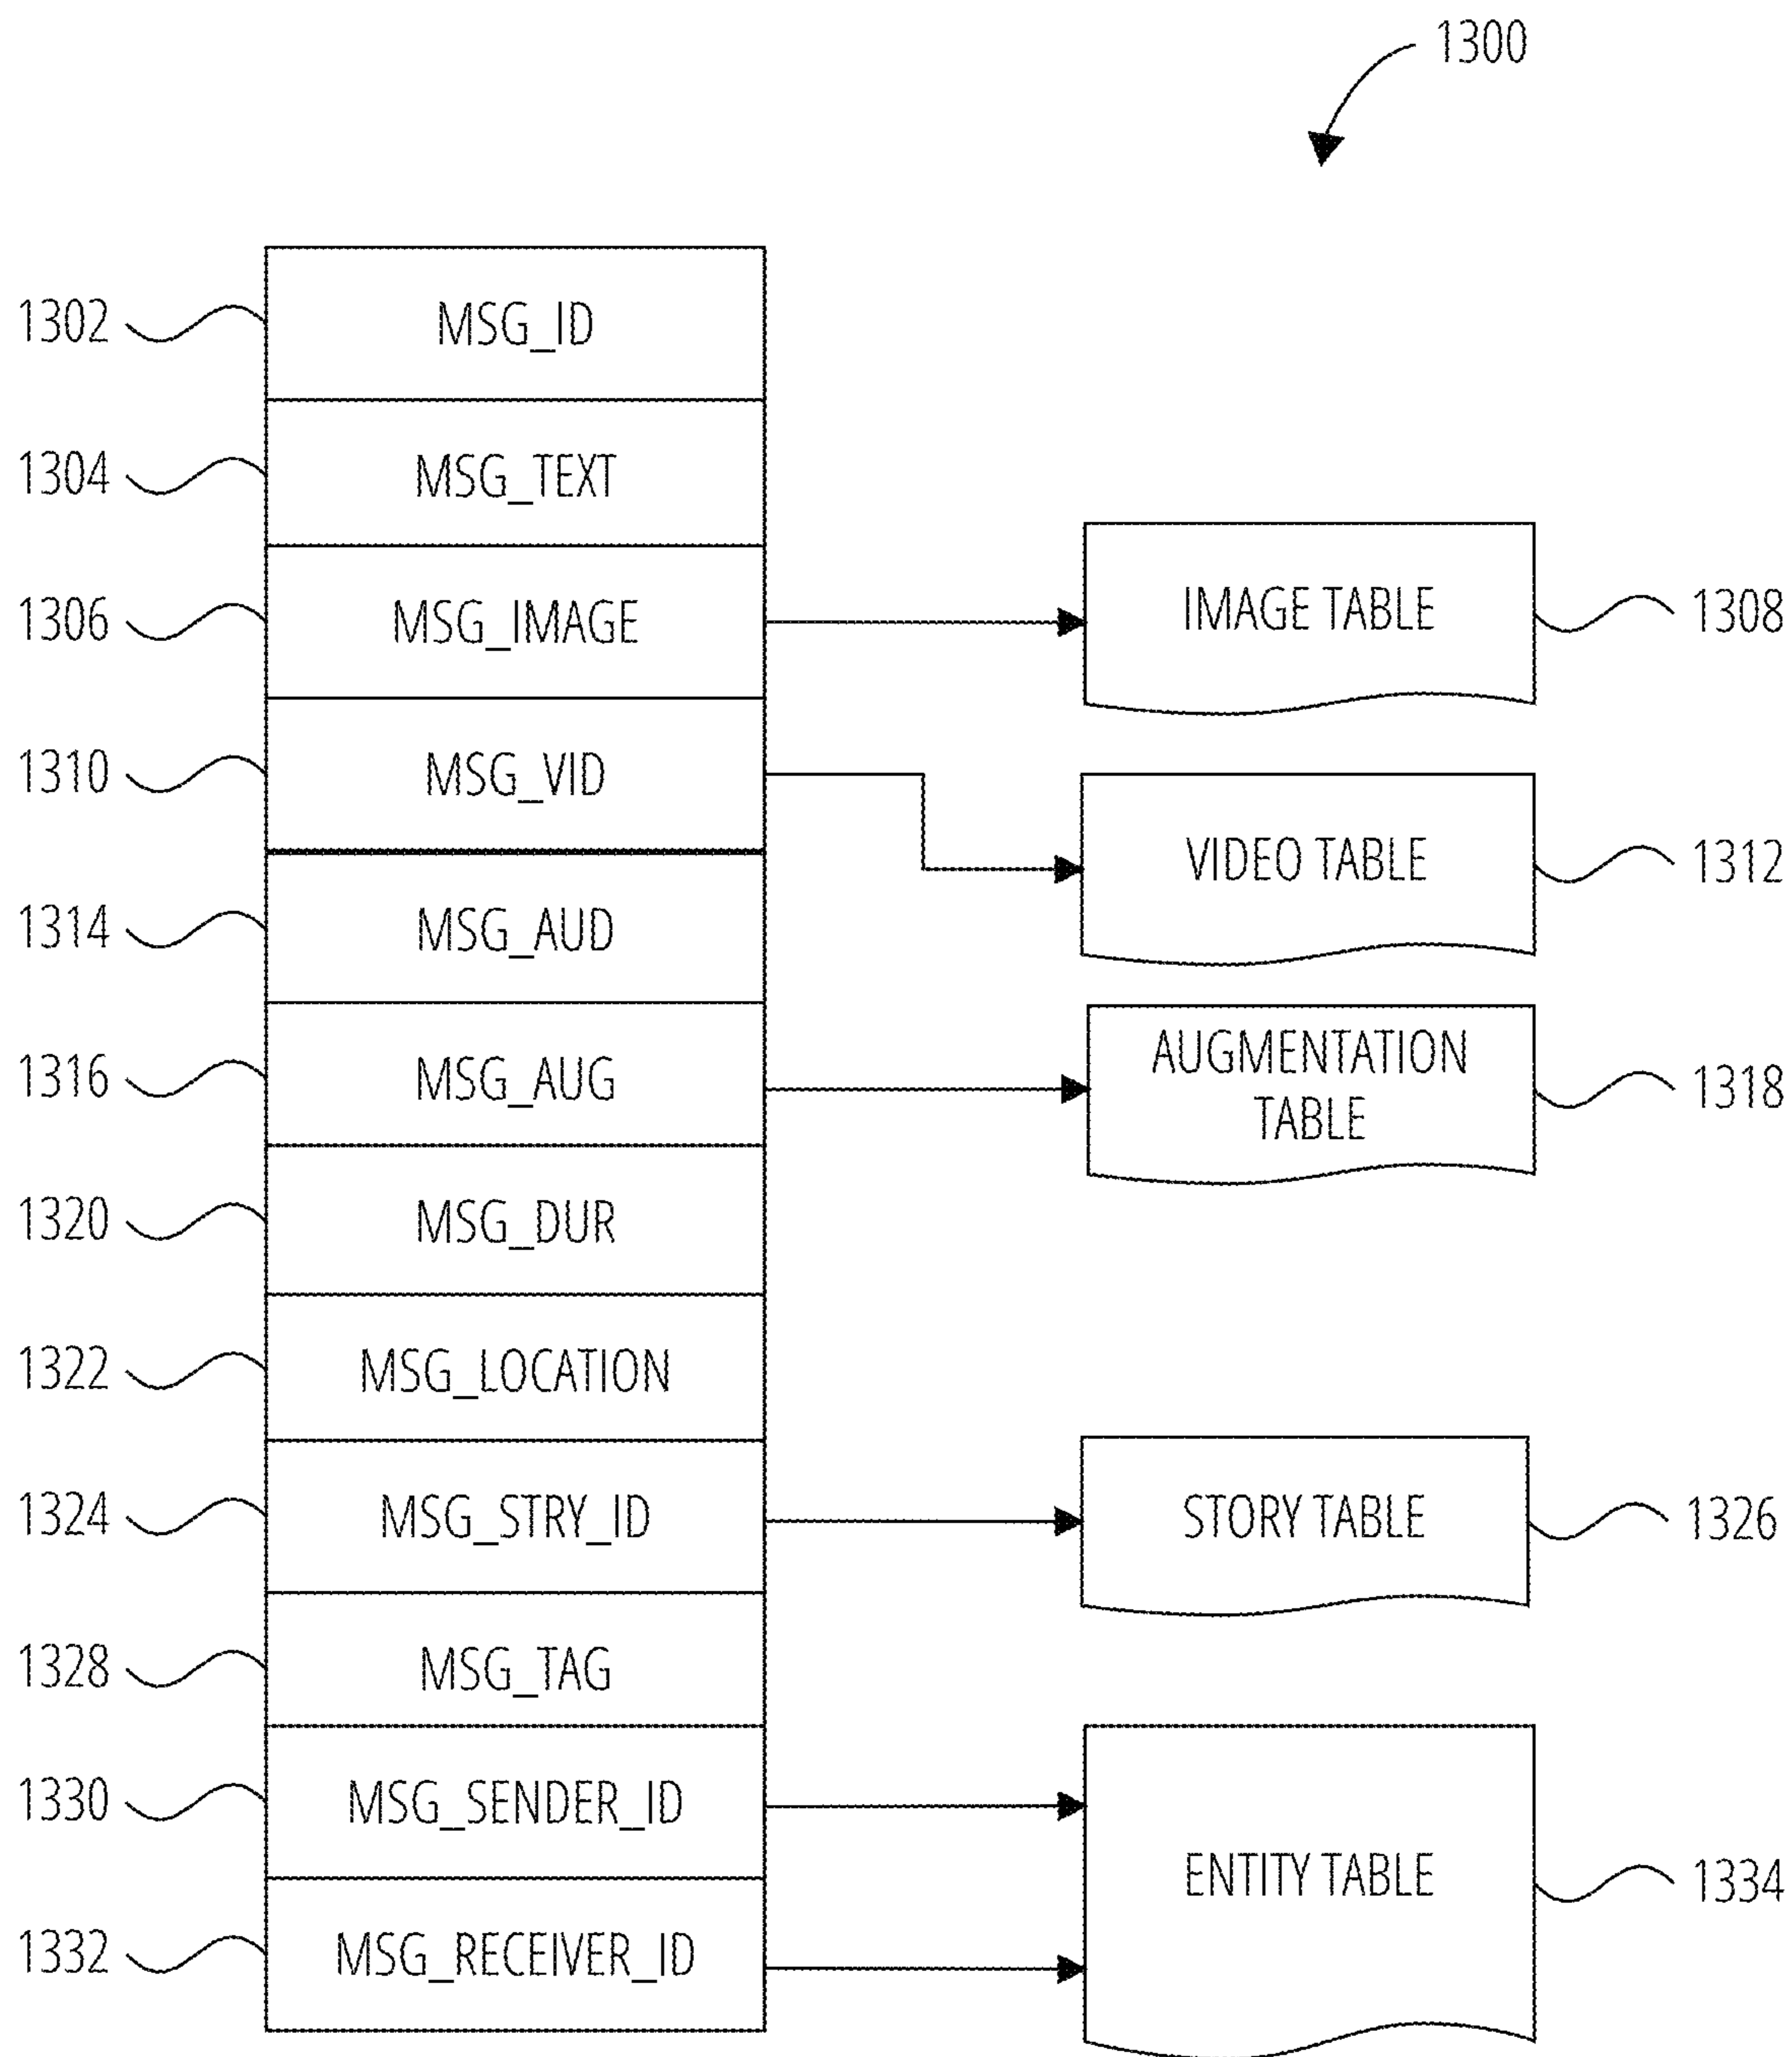 1300
1302 MSG_ID
1304 MSG_TEXT
1306 MSG_IMAGE IMAGE TABLE 1308
1310 MSG_VID
VIDEO TABLE 1312
1314 MSG_AUD
1316 MSG_AUG AUGMENTATION
TABLE 1318
1320 MSG_DUR
1322 MSG_LOCATION
1324 MSG_STRY_ID STORY TABLE 1326
1328 MSG_TAG
1330 MSG_SENDER_ID
ENTITY TABLE 1334
1332 MSG_RECEIVER_ID